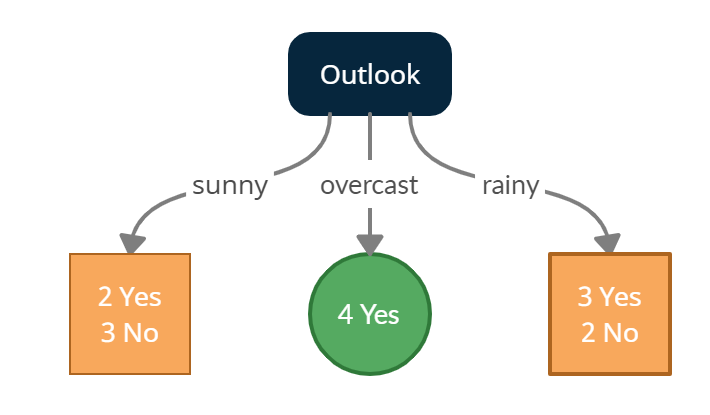 Outlook
sunny
overcast
rainy
2 Yes
3 No
4 Yes
3 Yes
2 No